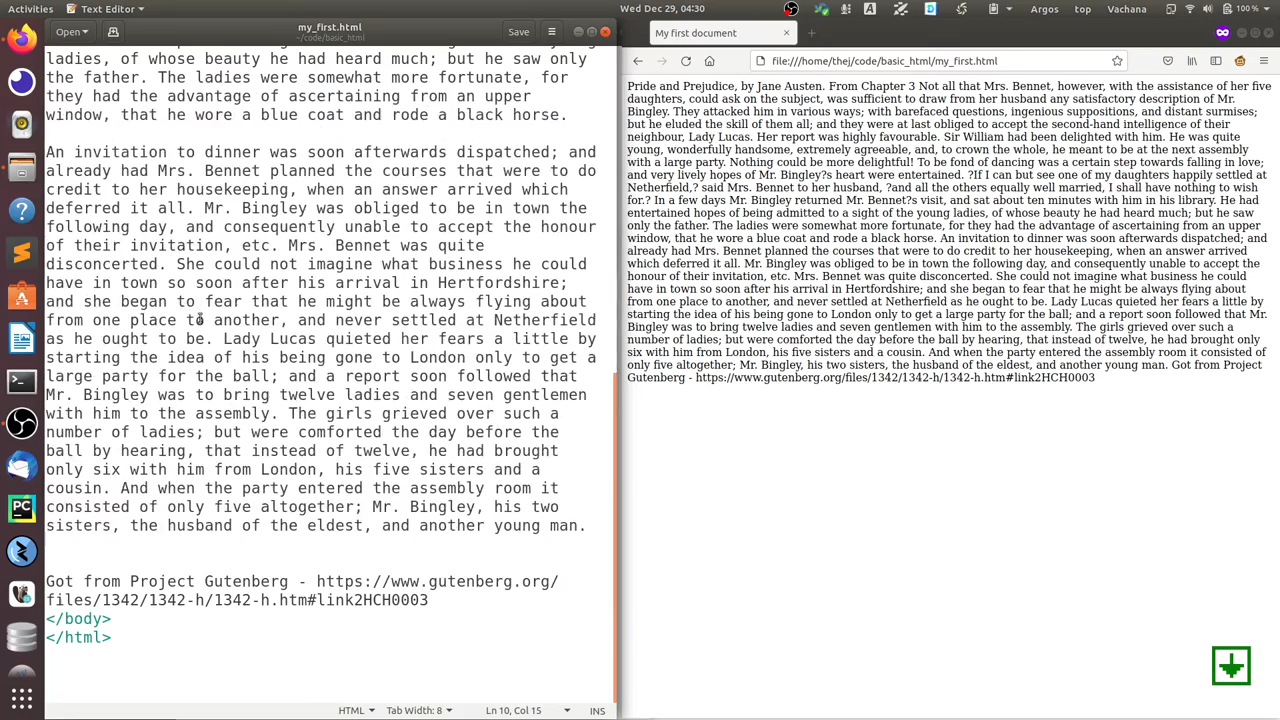 Activities
Text Editor
Wed Dec 29, 04:30
Argos
top
Vachana
100 %
Open
my_first.html
~/code/basic_html
Save
My first document
file:///home/thej/code/basic_html/my_first.html
ladies, of whose beauty he had heard much; but he saw only
the father. The ladies were somewhat more fortunate, for
they had the advantage of ascertaining from an upper
window, that he wore a blue coat and rode a black horse.
An invitation to dinner was soon afterwards dispatched; and
already had Mrs. Bennet planned the courses that were to do
credit to her housekeeping, when an answer arrived which
deferred it all. Mr. Bingley was obliged to be in town the
following day, and consequently unable to accept the honour
of their invitation, etc. Mrs. Bennet was quite
disconcerted. She could not imagine what business he could
have in town so soon after his arrival in Hertfordshire;
and she began to fear that he might be always flying about
from one place to another, and never settled at Netherfield
as he ought to be. Lady Lucas quieted her fears a little by
starting the idea of his being gone to London only to get a
large party for the ball; and a report soon followed that
Mr. Bingley was to bring twelve ladies and seven gentlemen
with him to the assembly. The girls grieved over such a
number of ladies; but were comforted the day before the
ball by hearing, that instead of twelve, he had brought
only six with him from London, his five sisters and a
cousin. And when the party entered the assembly room it
consisted of only five altogether; Mr. Bingley, his two
sisters, the husband of the eldest, and another young man.
Got from Project Gutenberg - https://www.gutenberg.org/
files/1342/1342-h/1342-h.htm#link2HCH0003
</body>
</html>
HTML
Tab Width: 8
Ln 10, Col 15
INS
Pride and Prejudice, by Jane Austen. From Chapter 3 Not all that Mrs. Bennet, however, with the assistance of her five
daughters, could ask on the subject, was sufficient to draw from her husband any satisfactory description of Mr.
Bingley. They attacked him in various ways; with barefaced questions, ingenious suppositions, and distant surmises;
but he eluded the skill of them all; and they were at last obliged to accept the second-hand intelligence of their
neighbour, Lady Lucas. Her report was highly favourable. Sir William had been delighted with him. He was quite
young, wonderfully handsome, extremely agreeable, and, to crown the whole, he meant to be at the next assembly
with a large party. Nothing could be more delightful! To be fond of dancing was a certain step towards falling in love;
and very lively hopes of Mr. Bingley?s heart were entertained. ?If I can but see one of my daughters happily settled at
Netherfield,? said Mrs. Bennet to her husband, ?and all the others equally well married, I shall have nothing to wish
for.? In a few days Mr. Bingley returned Mr. Bennet?s visit, and sat about ten minutes with him in his library. He had
entertained hopes of being admitted to a sight of the young ladies, of whose beauty he had heard much; but he saw
only the father. The ladies were somewhat more fortunate, for they had the advantage of ascertaining from an upper
window, that he wore a blue coat and rode a black horse. An invitation to dinner was soon afterwards dispatched; and
already had Mrs. Bennet planned the courses that were to do credit to her housekeeping, when an answer arrived
which deferred it all. Mr. Bingley was obliged to be in town the following day, and consequently unable to accept the
honour of their invitation, etc. Mrs. Bennet was quite disconcerted. She could not imagine what business he could
have in town so soon after his arrival in Hertfordshire; and she began to fear that he might be always flying about
from one place to another, and never settled at Netherfield as he ought to be. Lady Lucas quieted her fears a little by
starting the idea of his being gone to London only to get a large party for the ball; and a report soon followed that Mr.
Bingley was to bring twelve ladies and seven gentlemen with him to the assembly. The girls grieved over such a
number of ladies; but were comforted the day before the ball by hearing, that instead of twelve, he had brought only
six with him from London, his five sisters and a cousin. And when the party entered the assembly room it consisted of
only five altogether; Mr. Bingley, his two sisters, the husband of the eldest, and another young man. Got from Project
Gutenberg - https://www.gutenberg.org/files/1342/1342-h/1342-h.htm#link2HCH0003